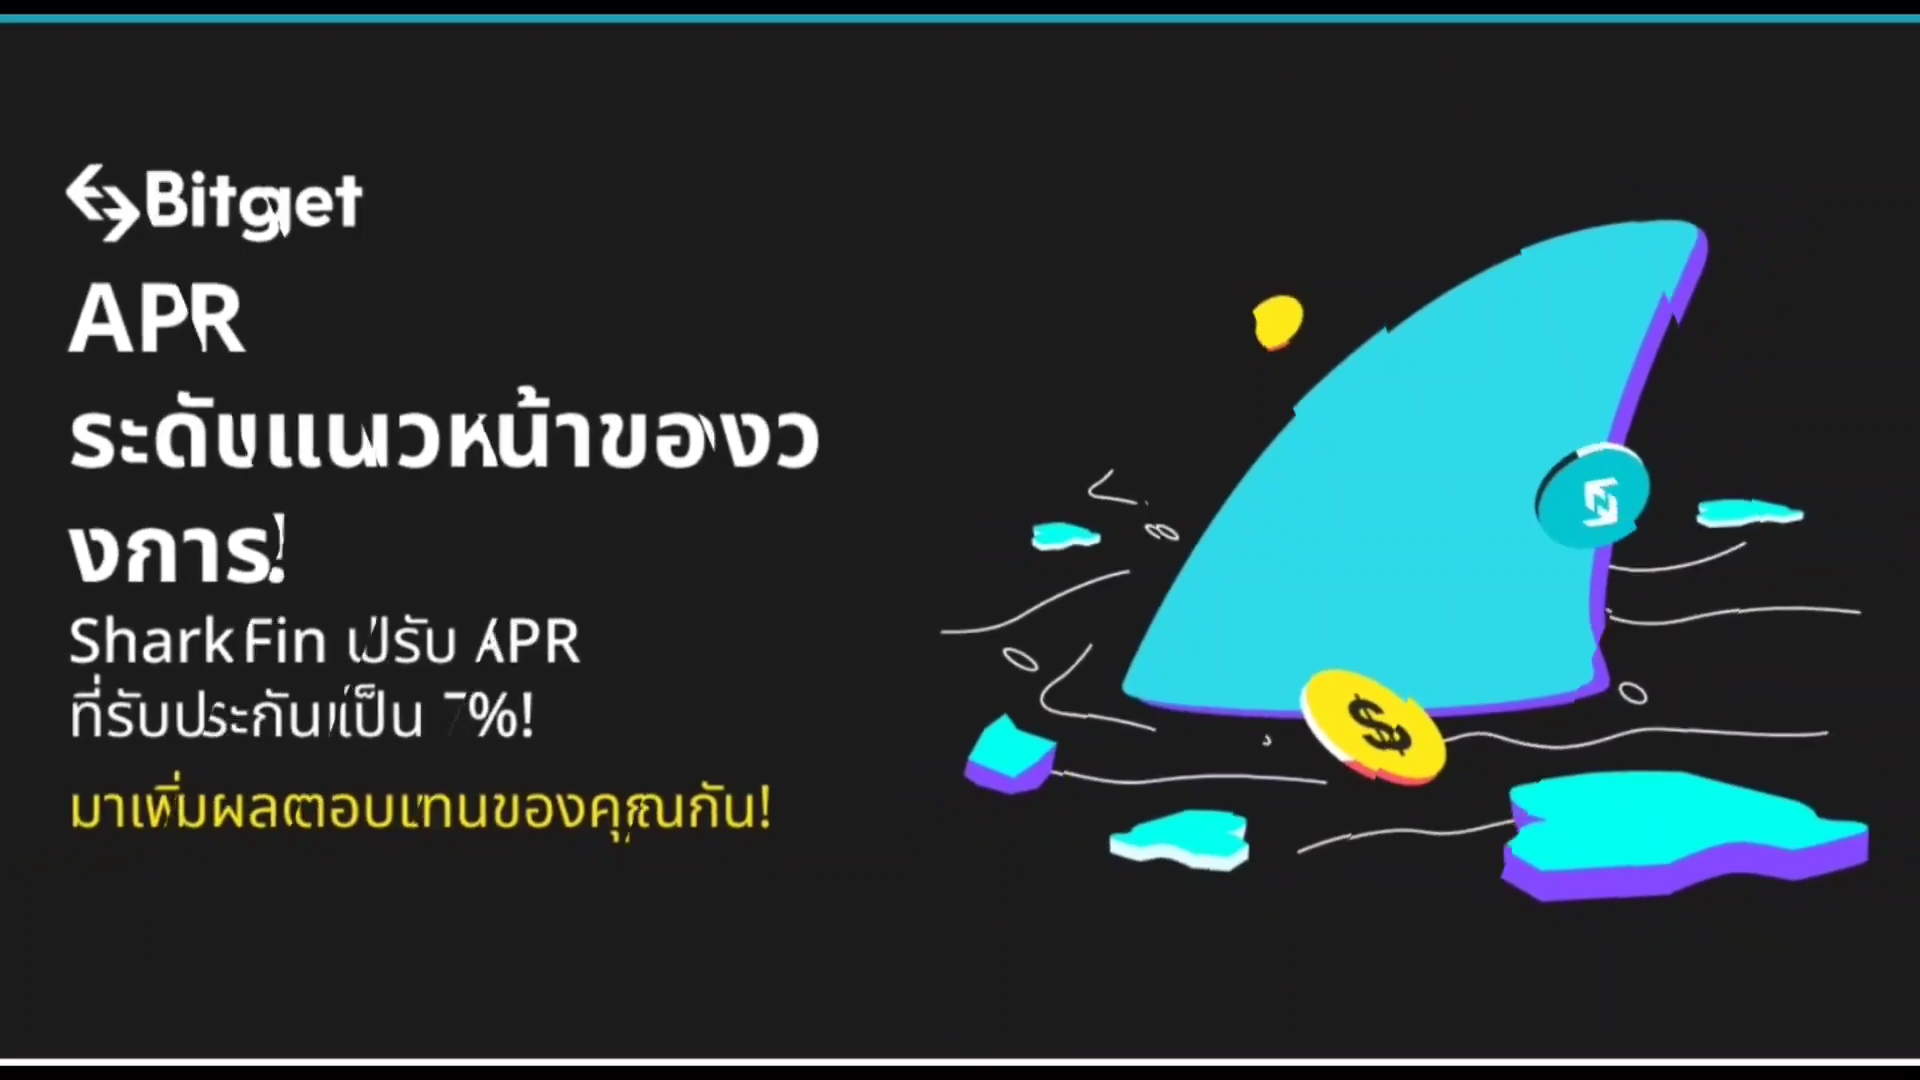 Bitget
APR
ระดับแนวหน้าของว
งการ!
Shark Fin ปรับ APR
ที่รับประกันเป็น 7%!
มาเพิ่มผลตอบแทนของคุณกัน!
$